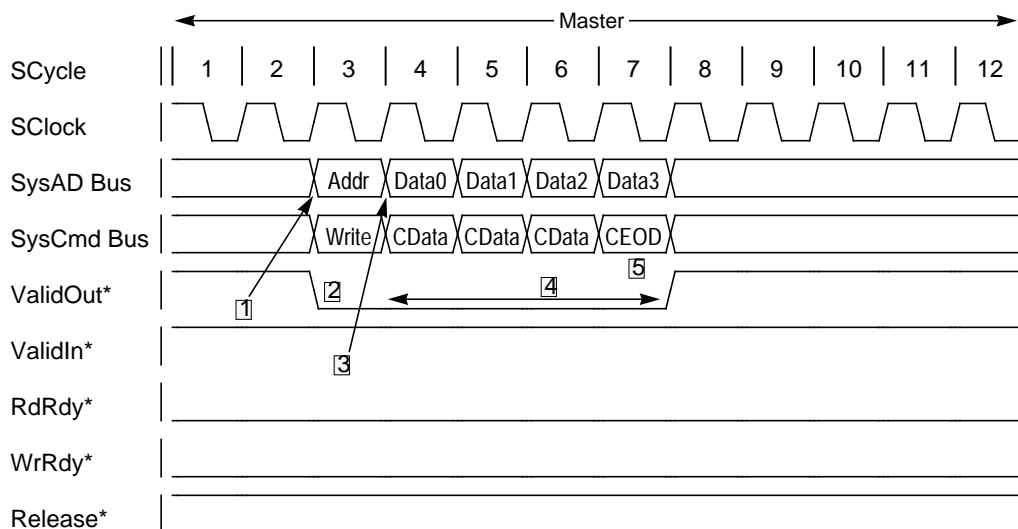 Master
SCycle 1 2 3 4 5 6 7 8 9 10 11 12
SClock
SysAD Bus Addr Data0 Data1 Data2 Data3
SysCmd Bus Write CData CData CData CEOD
5
ValidOut* 1 2 4
ValidIn* 3
RdRdy*
WrRdy*
Release*